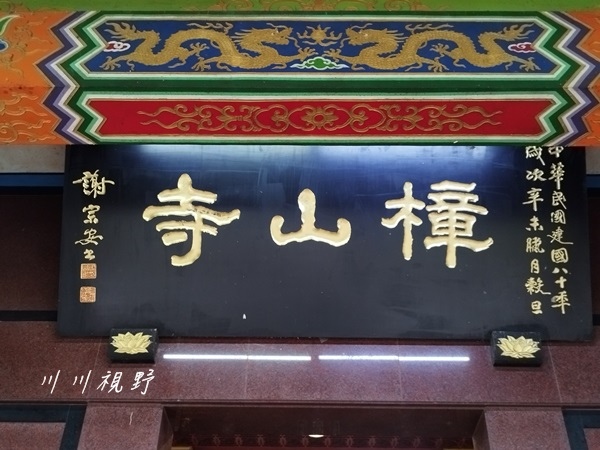 中華民國建國八十年
歲次辛未臘月穀旦
樟山寺
謝宗安書
川川視野